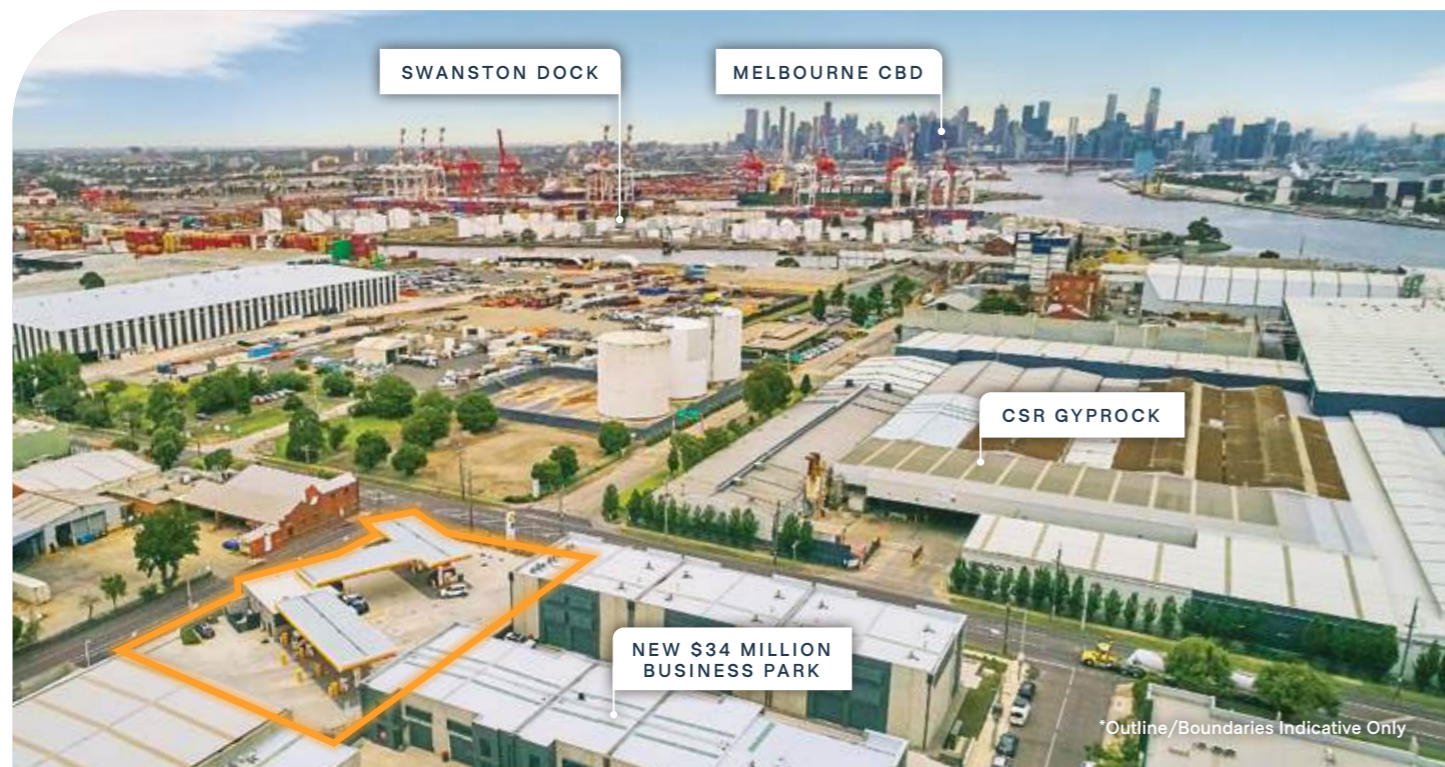 SWANSTON DOCK
MELBOURNE CBD
CSR GYPROCK
NEW $34 MILLION
BUSINESS PARK
*Outline/Boundaries Indicative Only